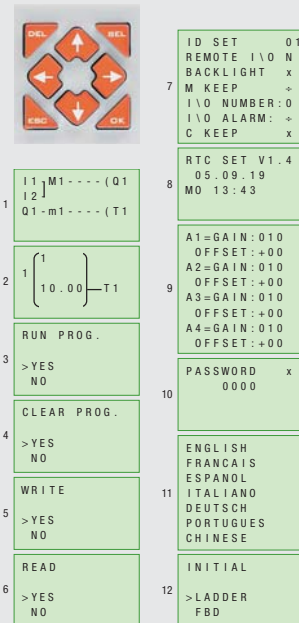 DEL
SEL
ESC
OK
1
I1┐M1----(Q1
I2┘
Q1-m1----(T1
2
1
1
10.00
T1
3
RUN PROG.
>YES
NO
4
CLEAR PROG.
>YES
NO
5
WRITE
>YES
NO
6
READ
>YES
NO
7
ID SET 01
REMOTE I\O N
BACKLIGHT x
M KEEP ÷
I\O NUMBER:0
I\O ALARM: ÷
C KEEP x
8
RTC SET V1.4
05.09.19
MO 13:43
9
A1=GAIN:010
OFFSET:+00
A2=GAIN:010
OFFSET:+00
A3=GAIN:010
OFFSET:+00
A4=GAIN:010
OFFSET:+00
10
PASSWORD x
0000
11
ENGLISH
FRANCAIS
ESPANOL
ITALIANO
DEUTSCH
PORTUGUES
CHINESE
12
INITIAL
>LADDER
FBD